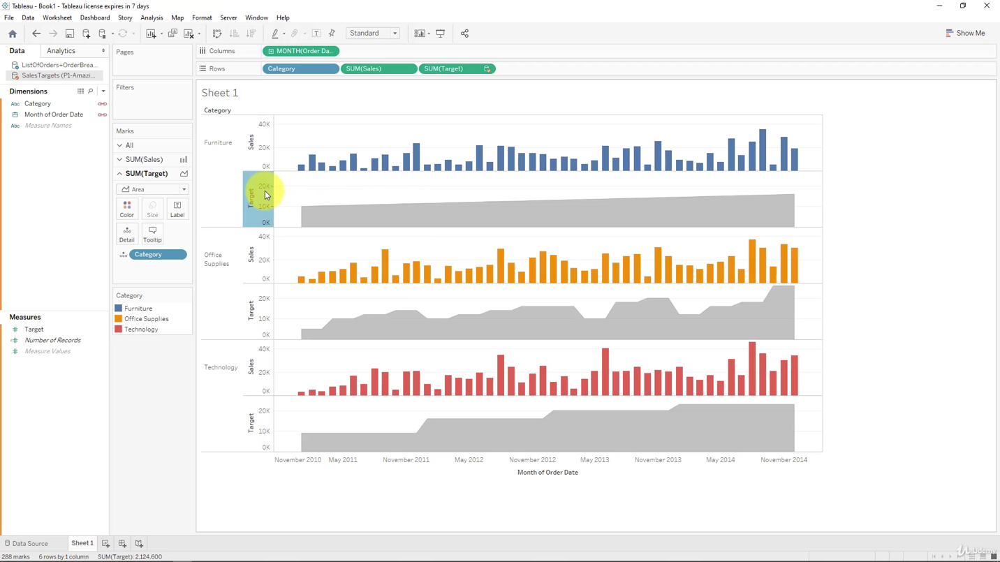 Tableau - Book1 - Tableau license expires in 7 days
File Data Worksheet Dashboard Story Analysis Map Format Server Window Help
Standard
Show Me
Data Analytics
ListOfOrders+OrderBrea...
SalesTargets (P1-Amazi...
Dimensions
Abc Category
Month of Order Date
Abc Measure Names
Measures
Target
Number of Records
Measure Values
Pages
Filters
Marks
All
SUM(Sales)
SUM(Target)
Area
Color Size Label
Detail Tooltip
Category
Category
Furniture
Office Supplies
Technology
Columns MONTH(Order Da..
Rows Category SUM(Sales) SUM(Target)
Sheet 1
Category
Furniture
Sales
40K
20K
0K
Target
20K
10K
0K
Office
Supplies
Sales
40K
20K
0K
Target
20K
10K
0K
Technology
Sales
40K
20K
0K
Target
20K
10K
0K
November 2010 May 2011 November 2011 May 2012 November 2012 May 2013 November 2013 May 2014 November 2014
Month of Order Date
Data Source Sheet 1
288 marks 6 rows by 1 column SUM(Target): 2,124,600
Udemy